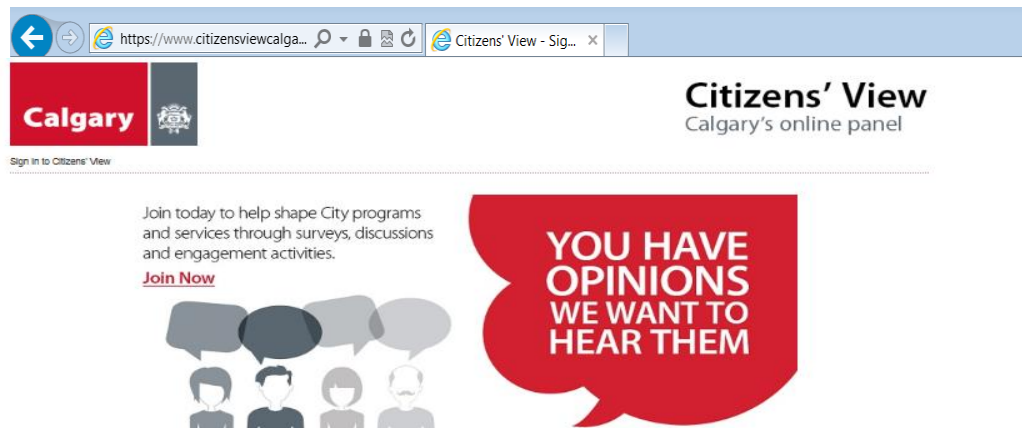 https://www.citizensviewcalga...
Citizens' View - Sig...
Calgary
Citizens' View
Calgary's online panel
Sign in to Citizens' View
Join today to help shape City programs
and services through surveys, discussions
and engagement activities.
Join Now
YOU HAVE
OPINIONS
WE WANT TO
HEAR THEM